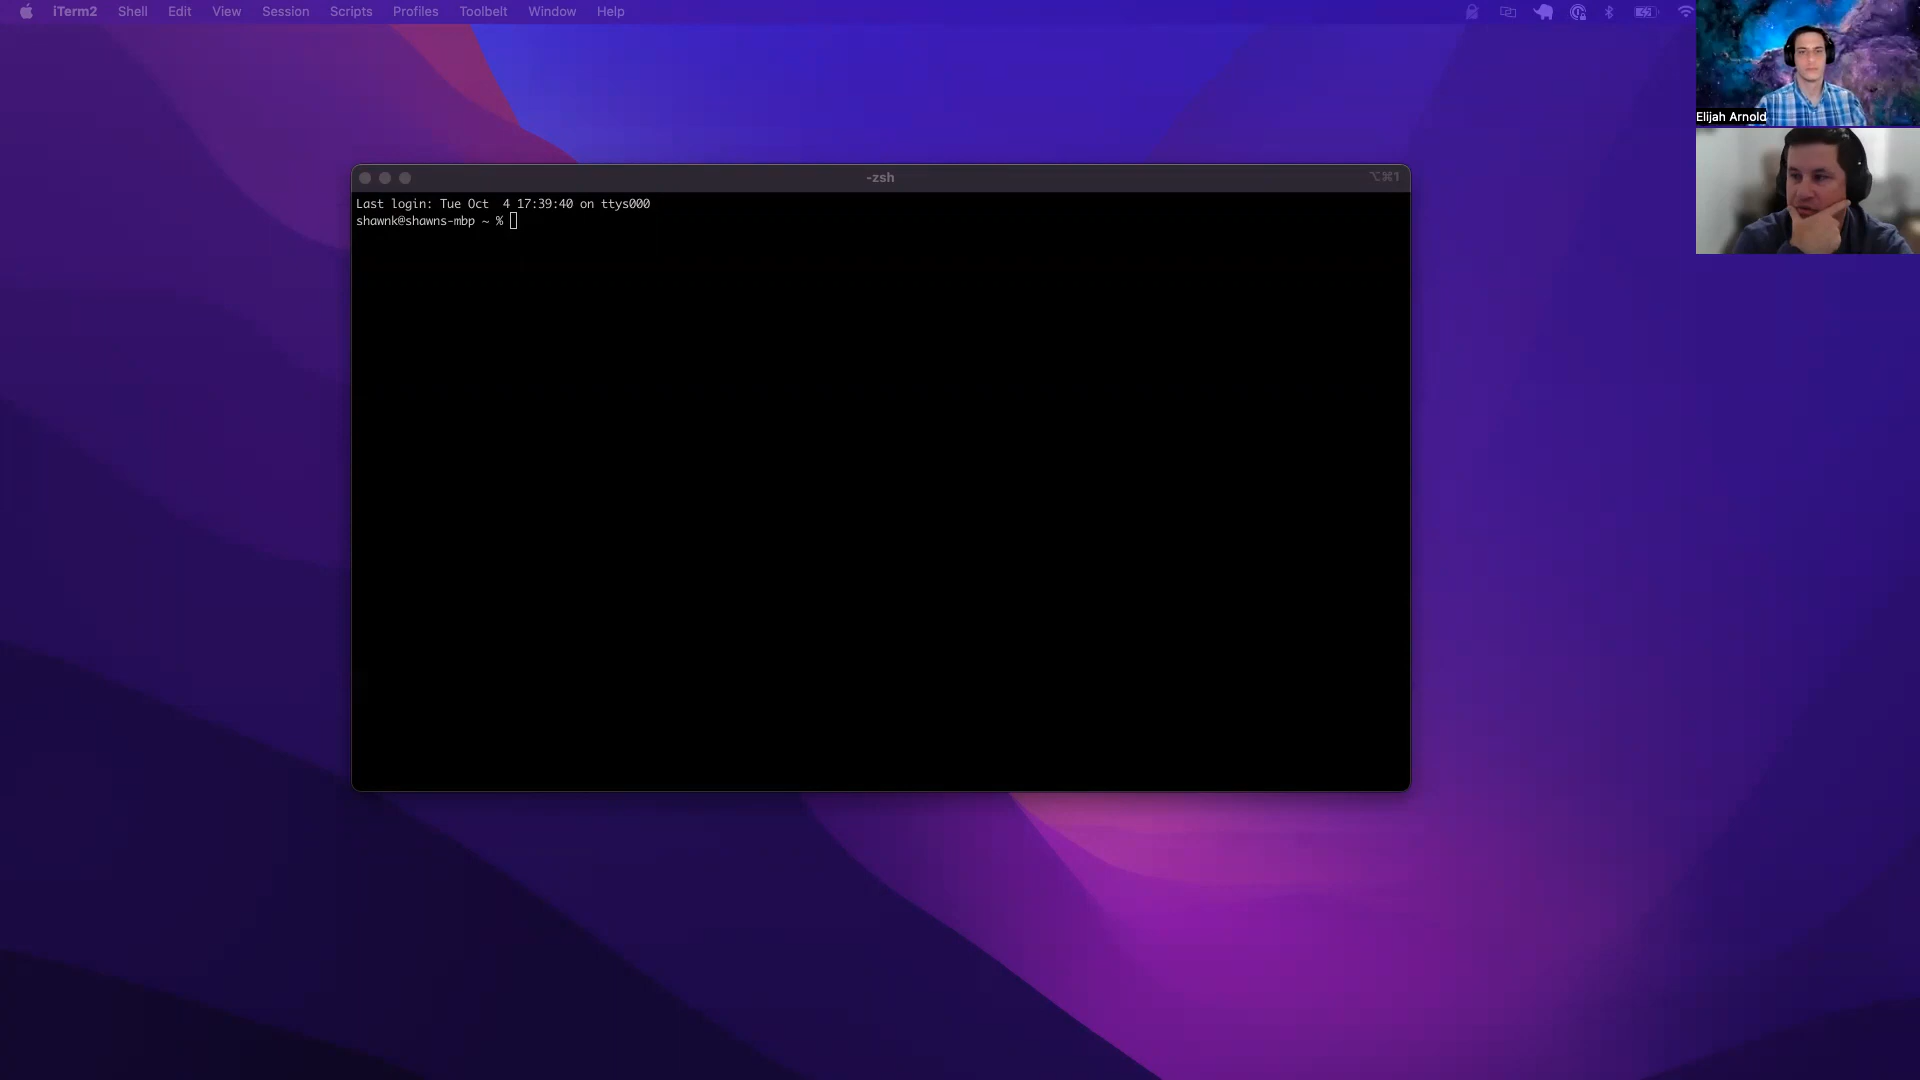 iTerm2 Shell Edit View Session Scripts Profiles Toolbelt Window Help
Elijah Arnold
-zsh ⌥⌘1
Last login: Tue Oct  4 17:39:40 on ttys000
shawnk@shawns-mbp ~ %